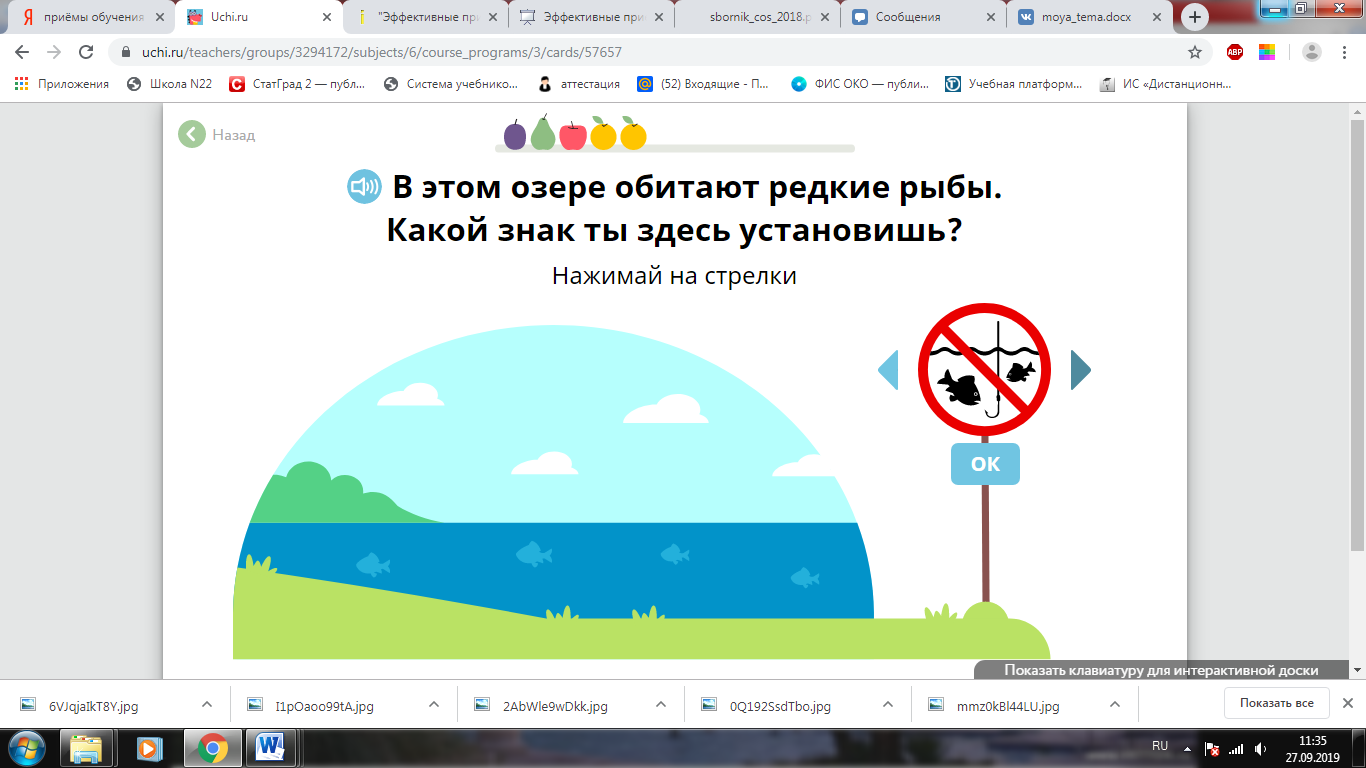 приёмы обучения
Uchi.ru
"Эффективные при
Эффективные при
sbornik_cos_2018.p
Сообщения
moya_tema.docx
uchi.ru/teachers/groups/3294172/subjects/6/course_programs/3/cards/57657
ABP
Приложения
Школа N22
СтатГрад 2 — публ...
Система учебнико...
аттестация
(52) Входящие - П...
ФИС ОКО — публи...
Учебная платформ...
ИС «Дистанционн...
Назад
В этом озере обитают редкие рыбы.
Какой знак ты здесь установишь?
Нажимай на стрелки
ОК
Показать клавиатуру для интерактивной доски
6VJqjaIkT8Y.jpg
I1pOaoo99tA.jpg
2AbWle9wDkk.jpg
0Q192SsdTbo.jpg
mmz0kBl44LU.jpg
Показать все
RU
11:35
27.09.2019